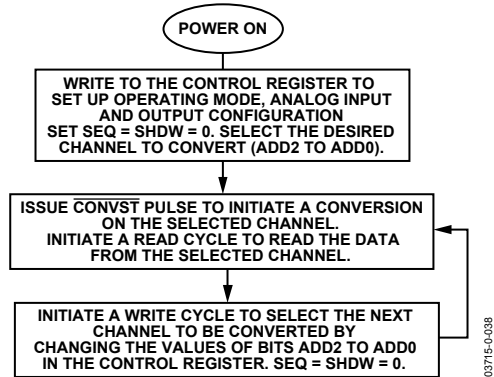 POWER ON
WRITE TO THE CONTROL REGISTER TO
SET UP OPERATING MODE, ANALOG INPUT
AND OUTPUT CONFIGURATION
SET SEQ = SHDW = 0. SELECT THE DESIRED
CHANNEL TO CONVERT (ADD2 TO ADD0).
ISSUE CONVST PULSE TO INITIATE A CONVERSION
ON THE SELECTED CHANNEL.
INITIATE A READ CYCLE TO READ THE DATA
FROM THE SELECTED CHANNEL.
INITIATE A WRITE CYCLE TO SELECT THE NEXT
CHANNEL TO BE CONVERTED BY
CHANGING THE VALUES OF BITS ADD2 TO ADD0
IN THE CONTROL REGISTER. SEQ = SHDW = 0.
03715-0-038